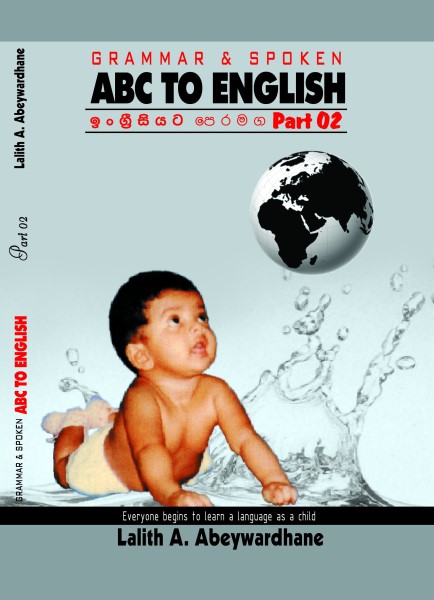 GRAMMAR & SPOKEN
ABC TO ENGLISH
ඉංග්‍රීසියට පෙරමග Part 02
Everyone begins to learn a language as a child
Lalith A. Abeywardhane
Lalith A. Abeywardhane
Part 02
GRAMMAR & SPOKEN ABC TO ENGLISH